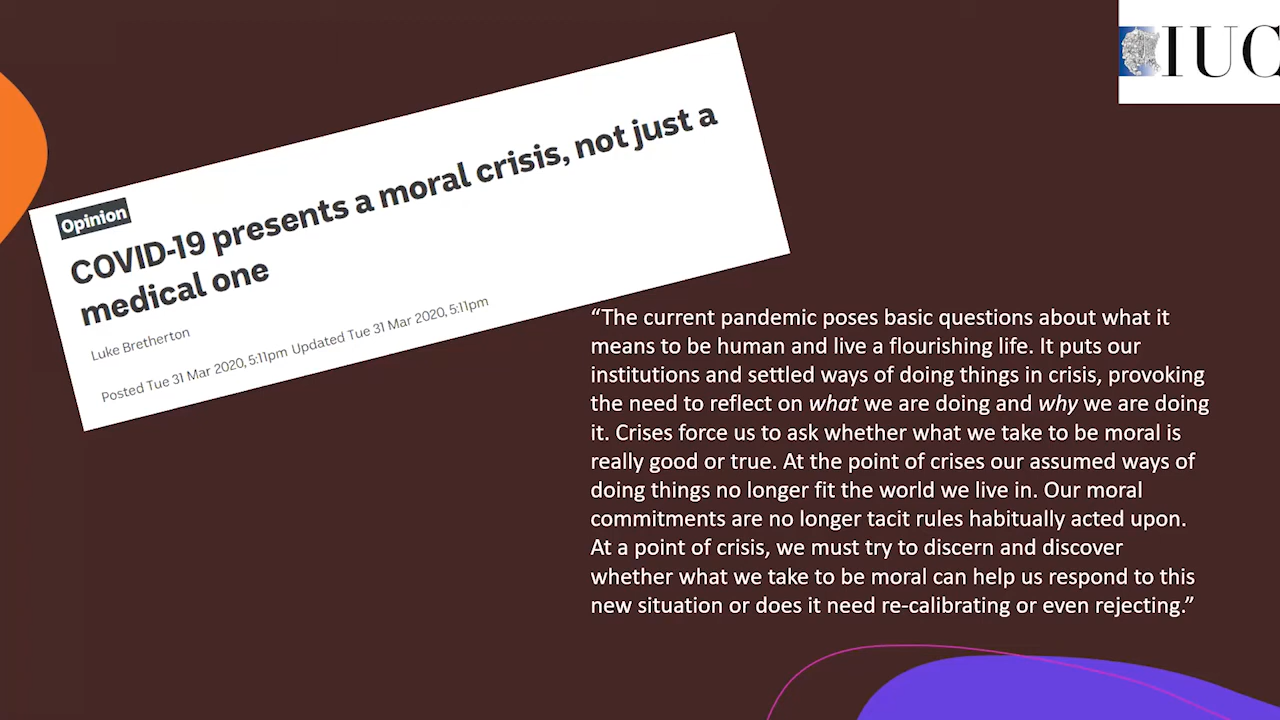 IUC
Opinion
COVID-19 presents a moral crisis, not just a
medical one
Luke Bretherton
Posted Tue 31 Mar 2020, 5:11pm Updated Tue 31 Mar 2020, 5:11pm
“The current pandemic poses basic questions about what it
means to be human and live a flourishing life. It puts our
institutions and settled ways of doing things in crisis, provoking
the need to reflect on what we are doing and why we are doing
it. Crises force us to ask whether what we take to be moral is
really good or true. At the point of crises our assumed ways of
doing things no longer fit the world we live in. Our moral
commitments are no longer tacit rules habitually acted upon.
At a point of crisis, we must try to discern and discover
whether what we take to be moral can help us respond to this
new situation or does it need re-calibrating or even rejecting.”